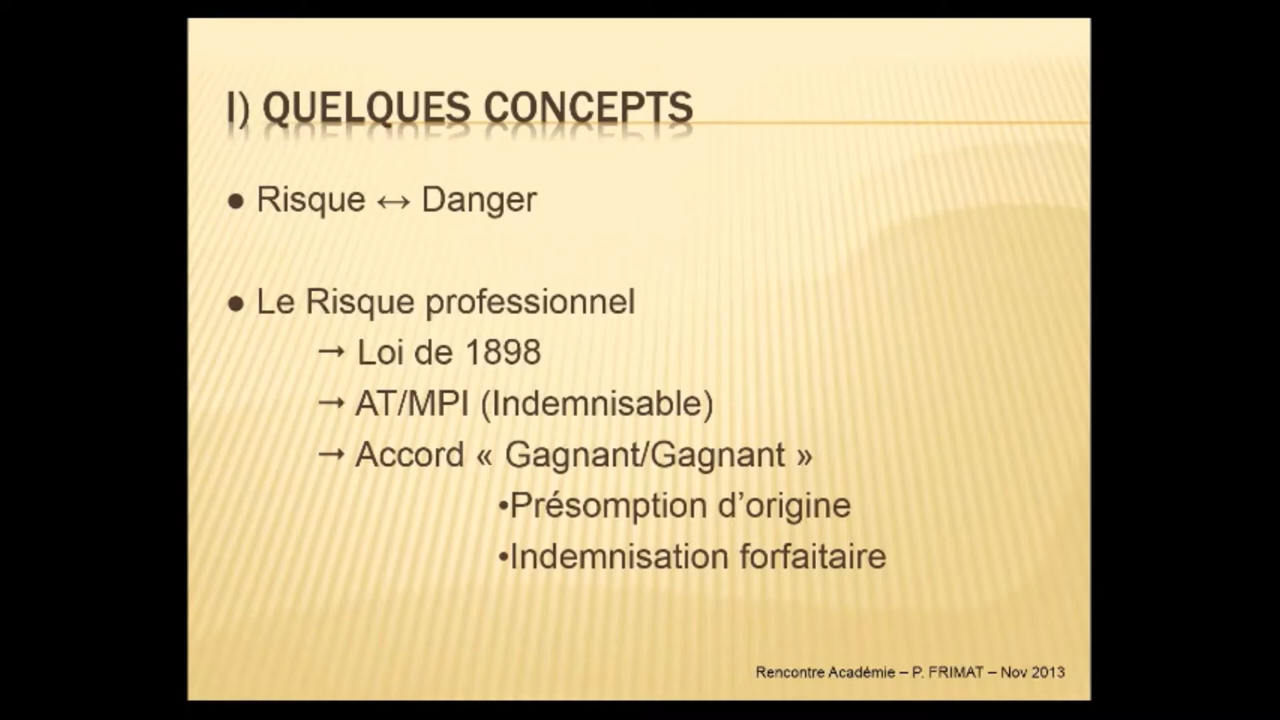 I) QUELQUES CONCEPTS
● Risque ↔ Danger
● Le Risque professionnel
→ Loi de 1898
→ AT/MPI (Indemnisable)
→ Accord « Gagnant/Gagnant »
•Présomption d’origine
•Indemnisation forfaitaire
Rencontre Académie – P. FRIMAT – Nov 2013